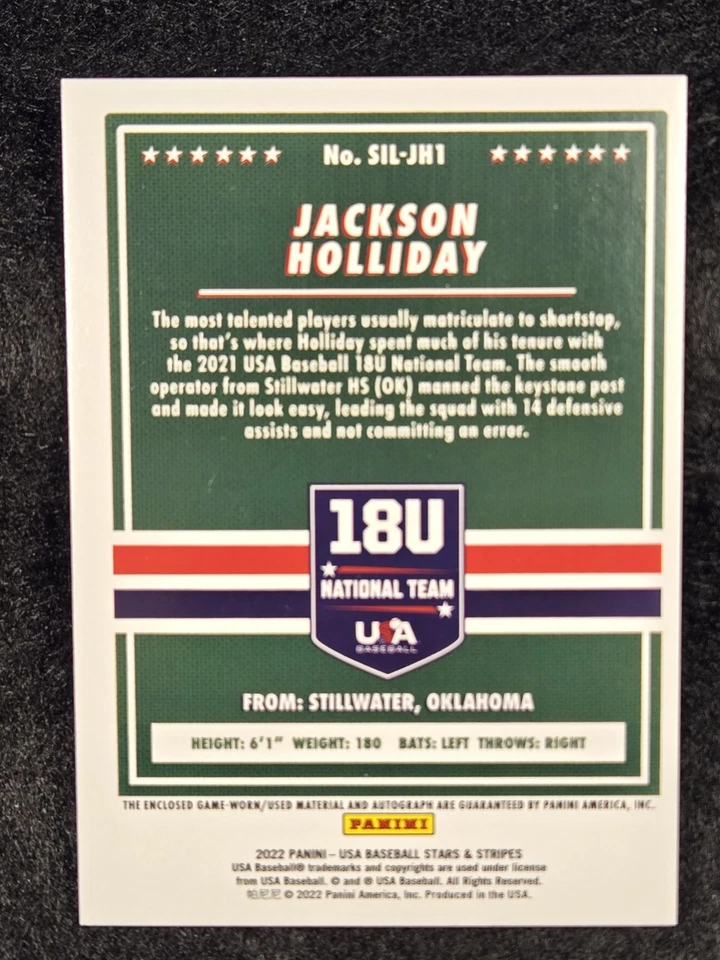 No. SIL-JH1
JACKSON
HOLLIDAY
The most talented players usually matriculate to shortstop,
so that's where Holliday spent much of his tenure with
the 2021 USA Baseball 18U National Team. The smooth
operator from Stillwater HS (OK) manned the keystone post
and made it look easy, leading the squad with 14 defensive
assists and not committing an error.
18U
NATIONAL TEAM
USA
BASEBALL
FROM: STILLWATER, OKLAHOMA
HEIGHT: 6'1" WEIGHT: 180 BATS: LEFT THROWS: RIGHT
THE ENCLOSED GAME-WORN/USED MATERIAL AND AUTOGRAPH ARE GUARANTEED BY PANINI AMERICA, INC.
PANINI
2022 PANINI – USA BASEBALL STARS & STRIPES
USA Baseball® trademarks and copyrights are used under license
from USA Baseball. © and ® USA Baseball. All Rights Reserved.
帕尼尼 © 2022 Panini America, Inc. Produced in the USA.